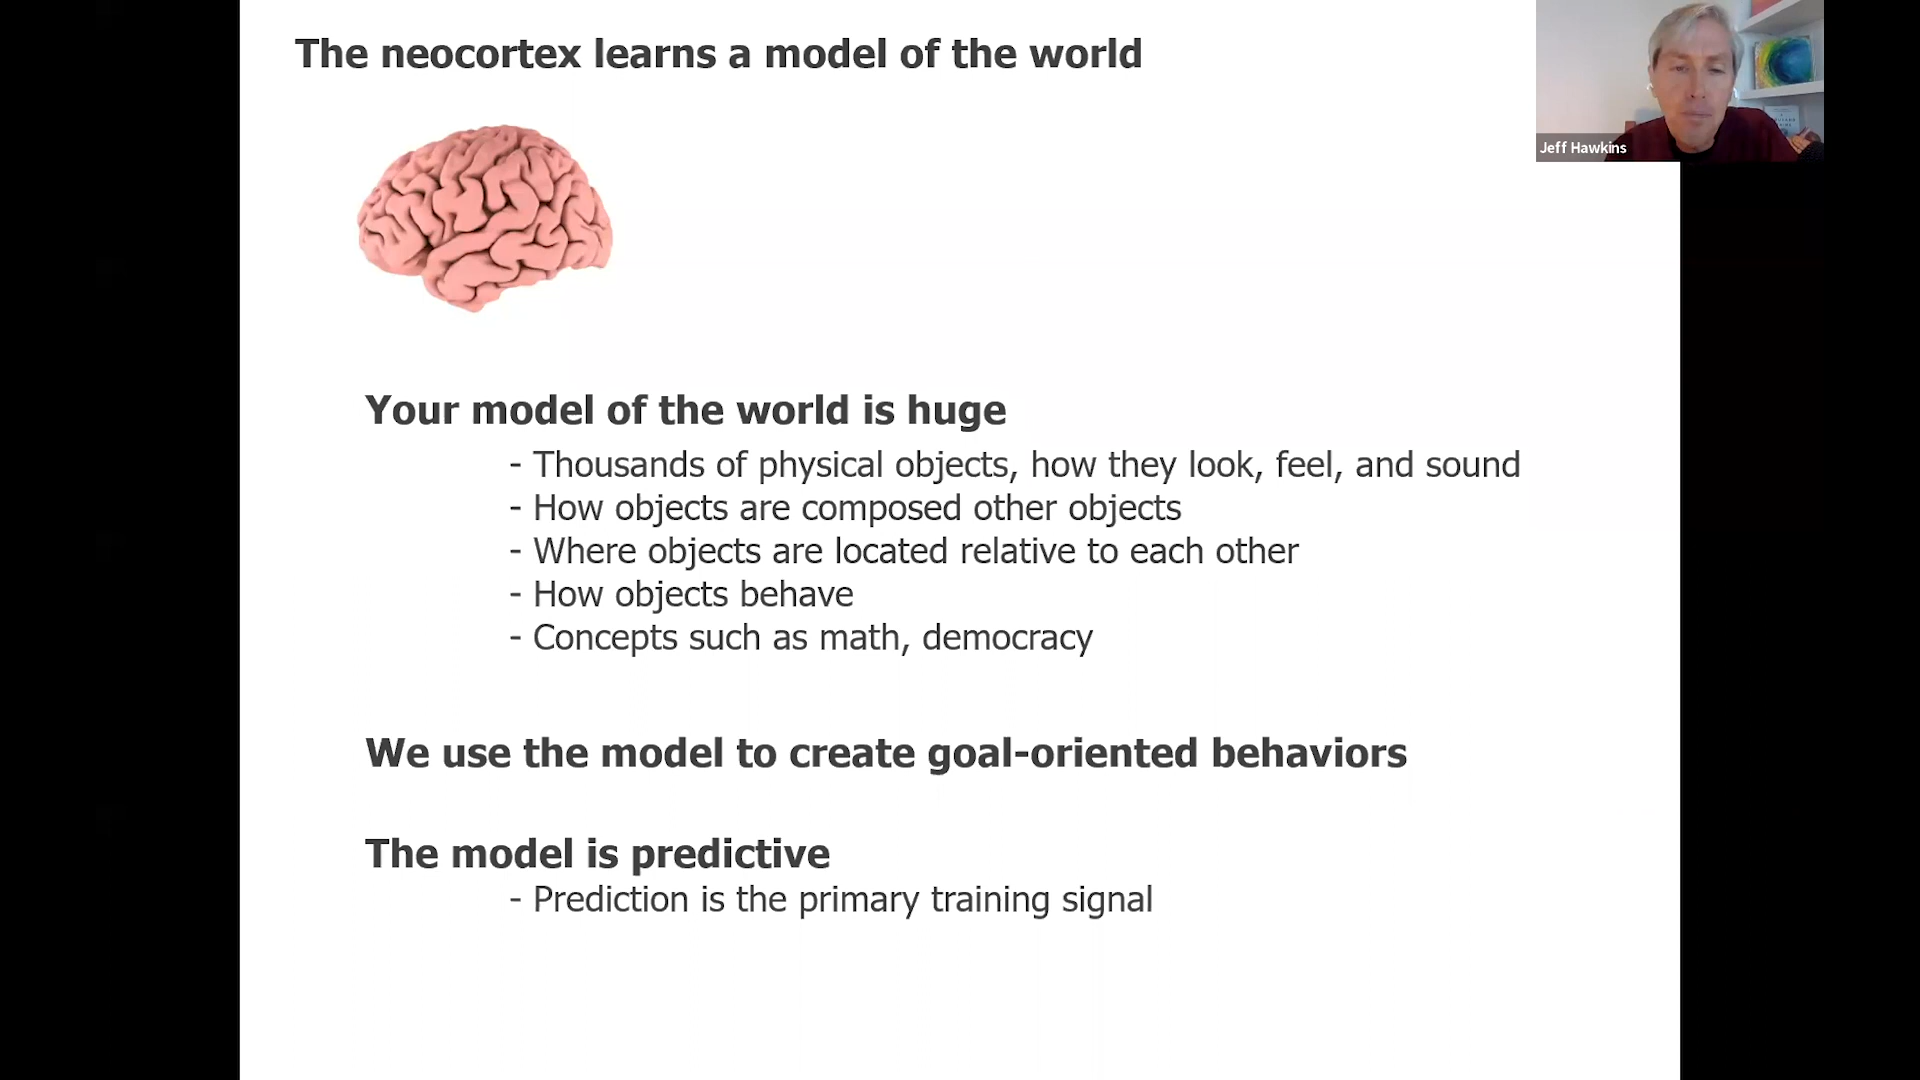 The neocortex learns a model of the world
Jeff Hawkins
Your model of the world is huge
- Thousands of physical objects, how they look, feel, and sound
- How objects are composed other objects
- Where objects are located relative to each other
- How objects behave
- Concepts such as math, democracy
We use the model to create goal-oriented behaviors
The model is predictive
- Prediction is the primary training signal